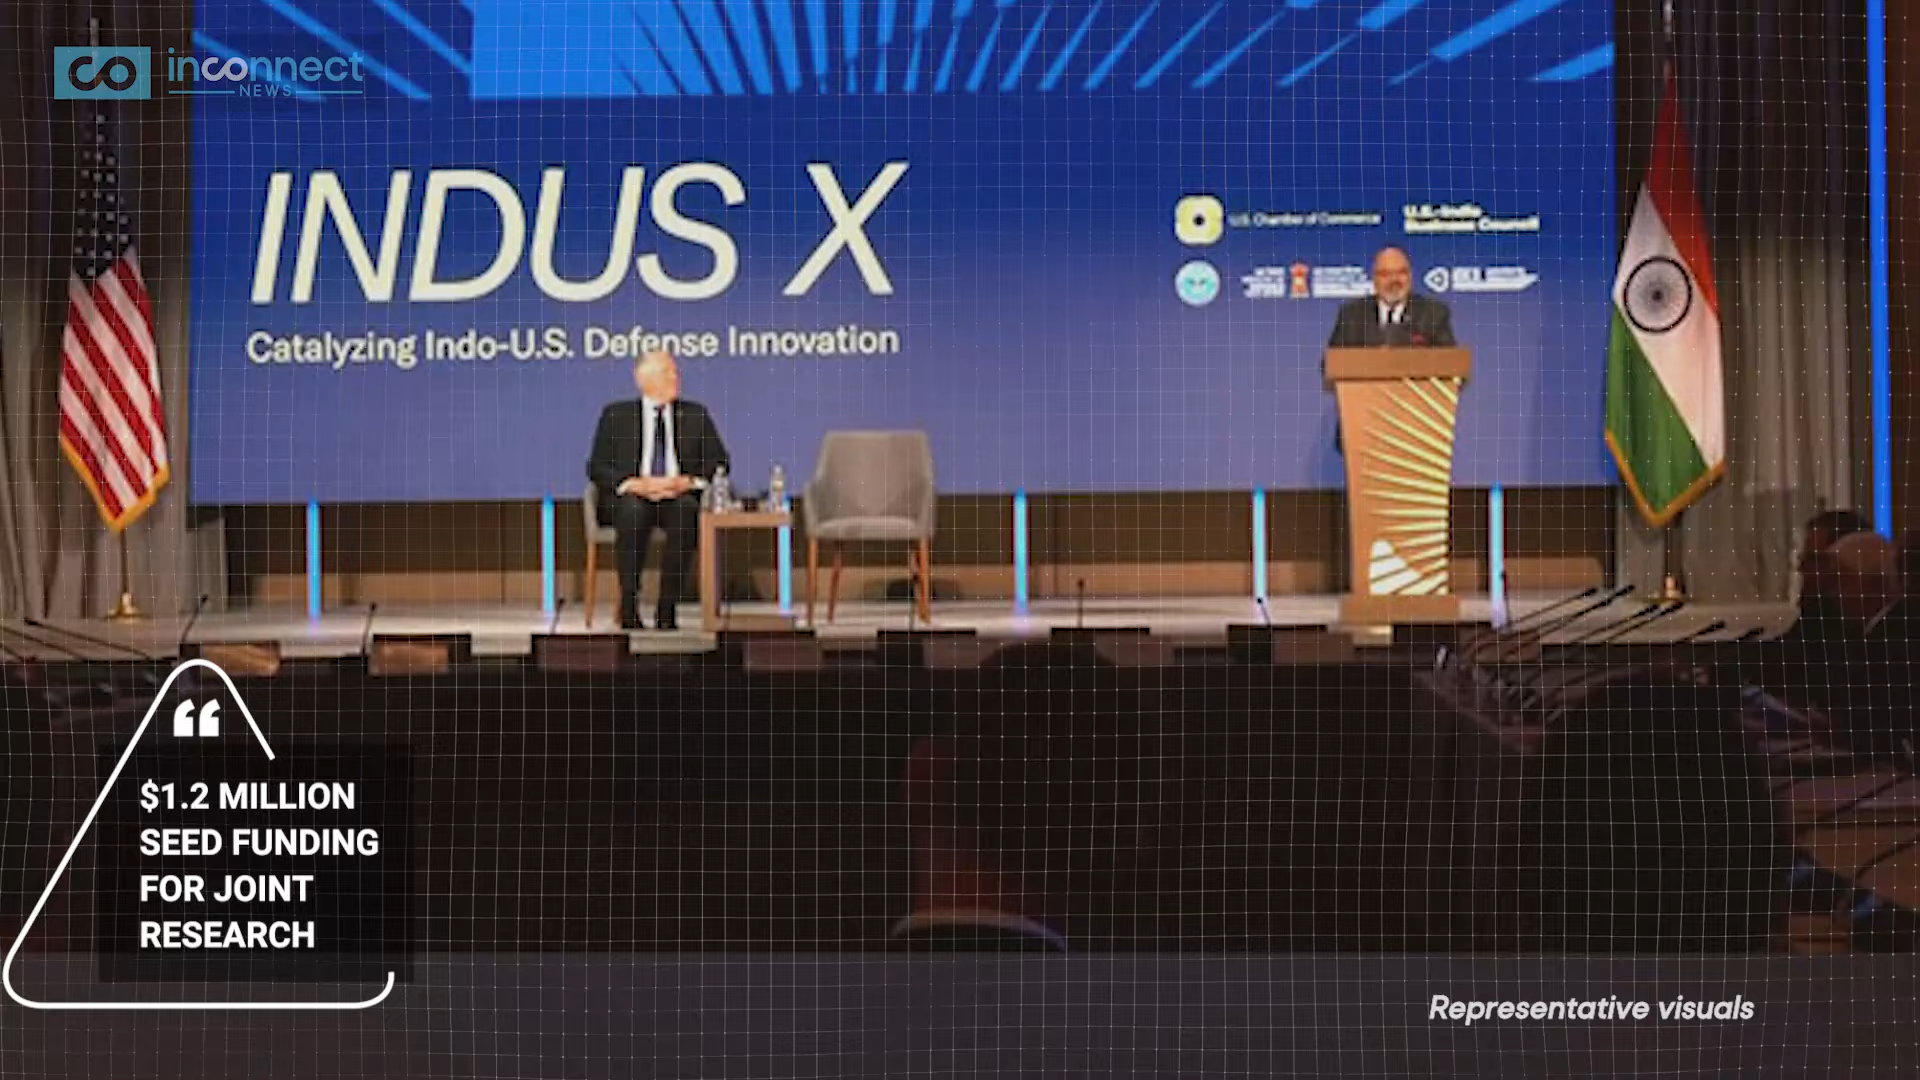 inconnect
NEWS
INDUS X
Catalyzing Indo-U.S. Defense Innovation
U.S. Chamber of Commerce
U.S.-India
Business Council
“
$1.2 MILLION
SEED FUNDING
FOR JOINT
RESEARCH
Representative visuals